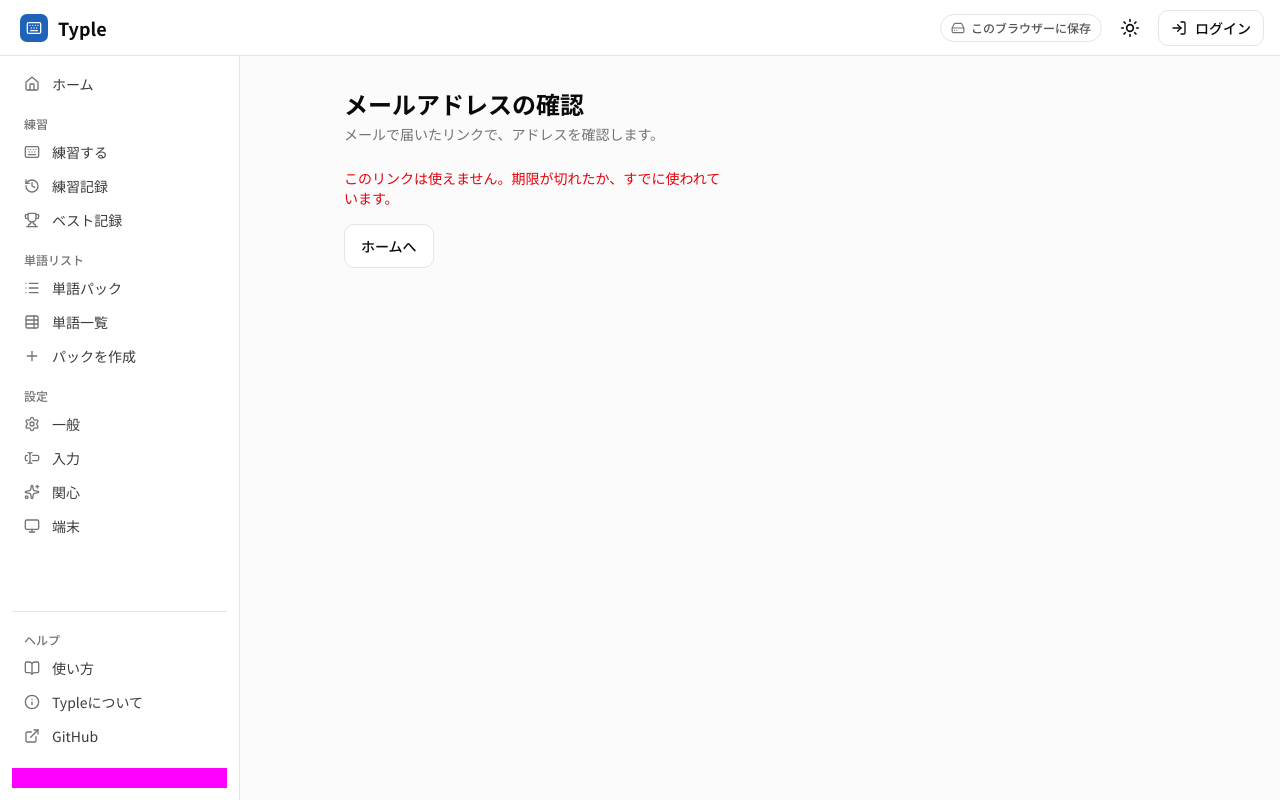 Typle
このブラウザーに保存
ログイン
ホーム
練習
練習する
練習記録
ベスト記録
単語リスト
単語パック
単語一覧
パックを作成
設定
一般
入力
関心
端末
ヘルプ
使い方
Typleについて
GitHub
メールアドレスの確認
メールで届いたリンクで、アドレスを確認します。
このリンクは使えません。期限が切れたか、すでに使われて
います。
ホームへ